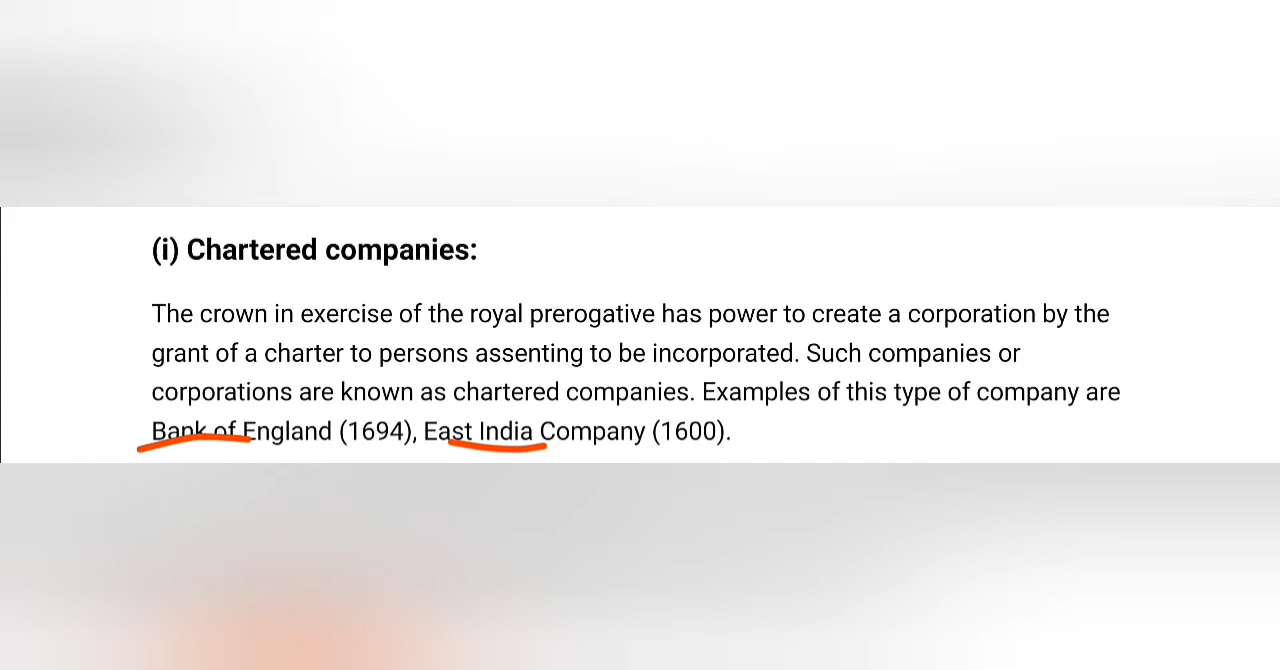 (i) Chartered companies:
The crown in exercise of the royal prerogative has power to create a corporation by the
grant of a charter to persons assenting to be incorporated. Such companies or
corporations are known as chartered companies. Examples of this type of company are
Bank of England (1694), East India Company (1600).